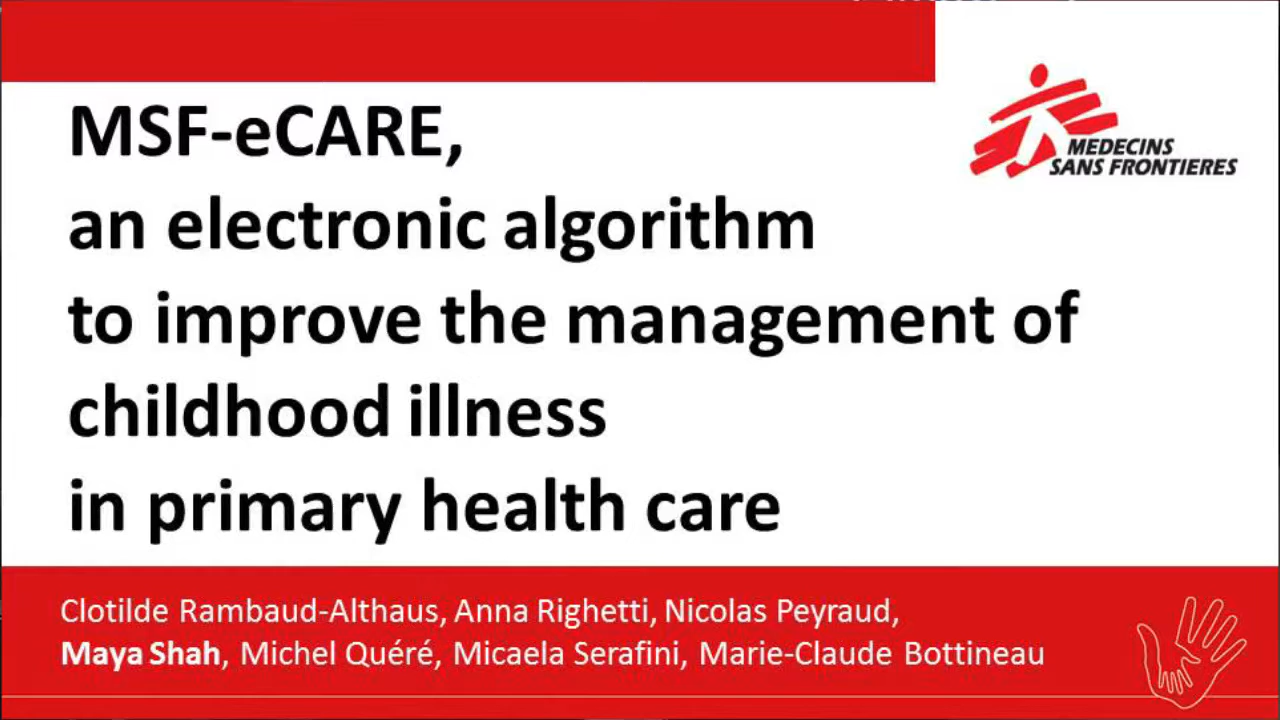 MSF-eCARE,
an electronic algorithm
to improve the management of
childhood illness
in primary health care
MEDECINS
SANS FRONTIERES
Clotilde Rambaud-Althaus, Anna Righetti, Nicolas Peyraud,
Maya Shah, Michel Quéré, Micaela Serafini, Marie-Claude Bottineau